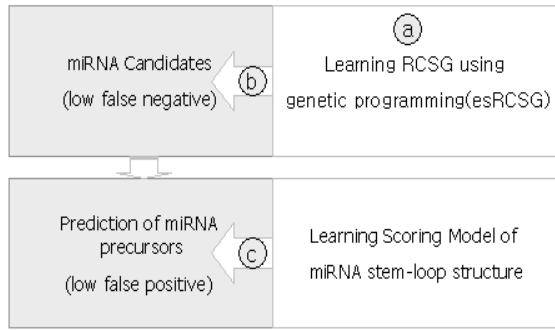 ⓐ
Learning RCSG using
genetic programming(esRCSG)
miRNA Candidates
(low false negative)
ⓑ
Prediction of miRNA
precursors
(low false positive)
ⓒ
Learning Scoring Model of
miRNA stem-loop structure